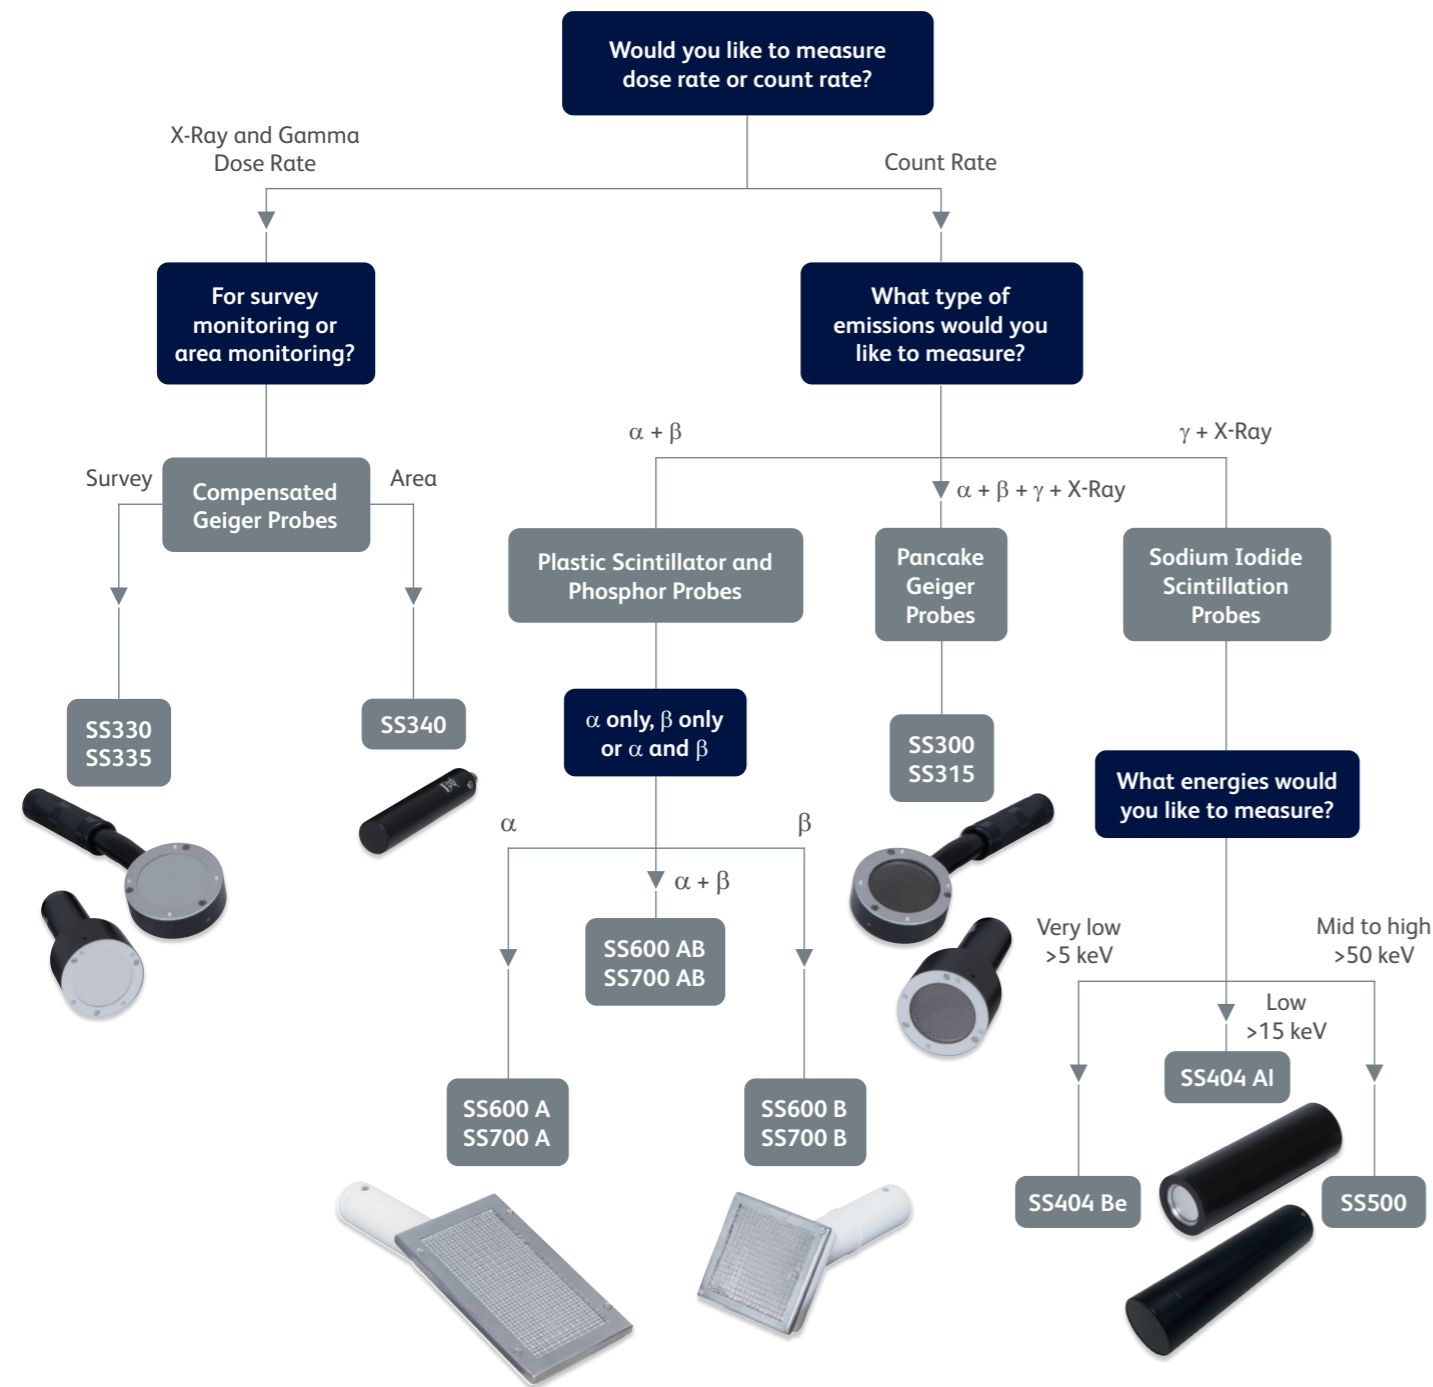 Would you like to measure
dose rate or count rate?
X-Ray and Gamma
Dose Rate
Count Rate
For survey
monitoring or
area monitoring?
What type of
emissions would you
like to measure?
α + β
γ + X-Ray
Survey
Compensated
Geiger Probes
Area
α + β + γ + X-Ray
Plastic Scintillator and
Phosphor Probes
Pancake
Geiger
Probes
Sodium Iodide
Scintillation
Probes
SS330
SS335
SS340
α only, β only
or α and β
SS300
SS315
What energies would
you like to measure?
α
β
α + β
SS600 AB
SS700 AB
Very low
>5 keV
Mid to high
>50 keV
Low
>15 keV
SS404 Al
SS600 A
SS700 A
SS600 B
SS700 B
SS404 Be
SS500